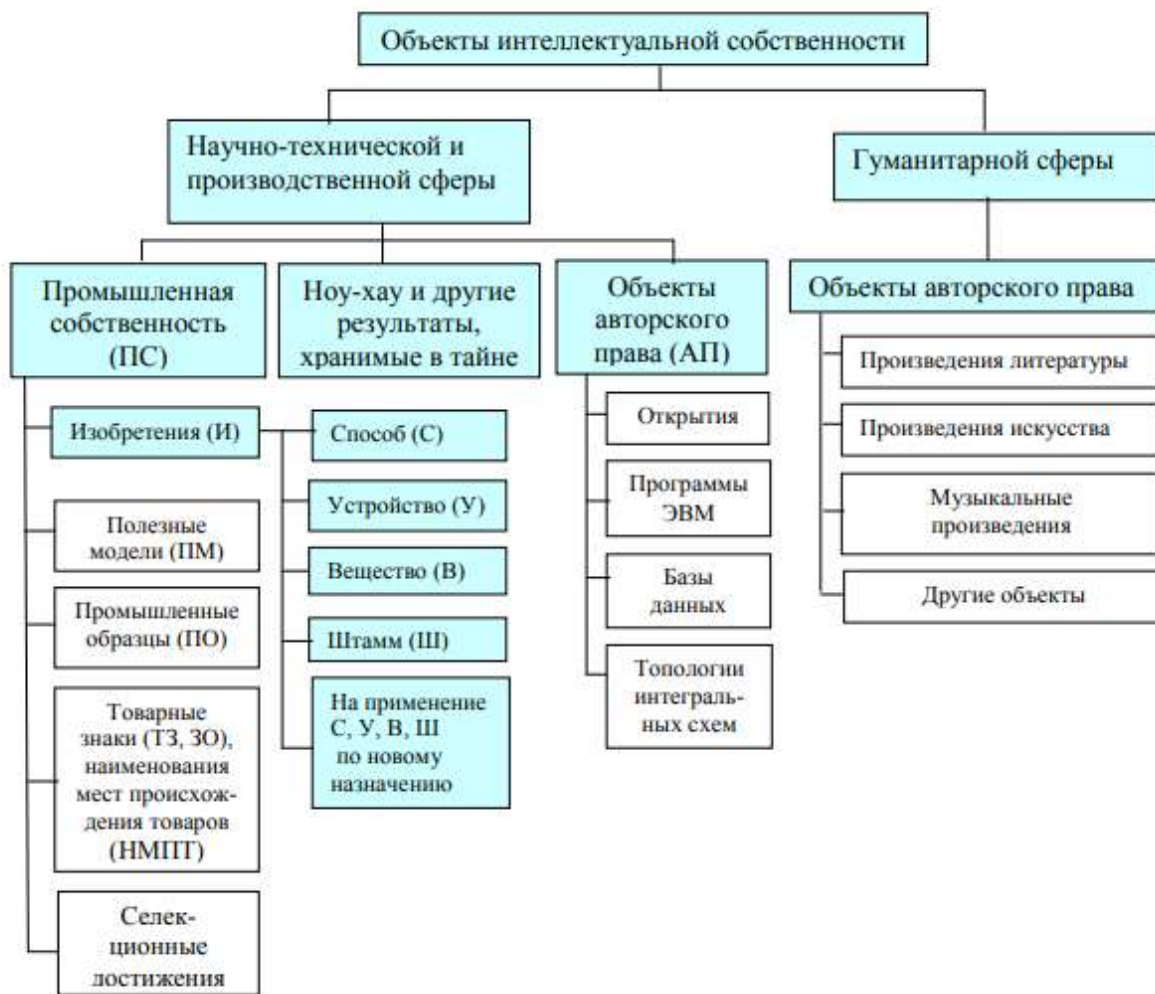 Объекты интеллектуальной собственности
Научно-технической и
производственной сферы
Гуманитарной сферы
Промышленная
собственность
(ПС)
Ноу-хау и другие
результаты,
хранимые в тайне
Объекты
авторского
права (АП)
Объекты авторского права
Изобретения (И)
Полезные
модели (ПМ)
Промышленные
образцы (ПО)
Товарные
знаки (ТЗ, ЗО),
наименования
мест происхож-
дения товаров
(НМПТ)
Селек-
ционные
достижения
Способ (С)
Устройство (У)
Вещество (В)
Штамм (Ш)
На применение
С, У, В, Ш
по новому
назначению
Открытия
Программы
ЭВМ
Базы
данных
Топологии
интеграль-
ных схем
Произведения литературы
Произведения искусства
Музыкальные
произведения
Другие объекты